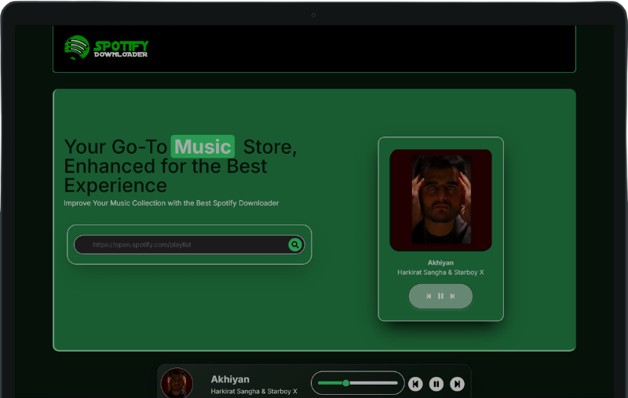 SPOTIFY
DOWNLOADER
Your Go-To Music Store,
Enhanced for the Best
Experience
Improve Your Music Collection with the Best Spotify Downloader
https://open.spotify.com/playlist
Akhiyan
Harkirat Sangha & Starboy X
Akhiyan
Harkirat Sangha & Starboy X